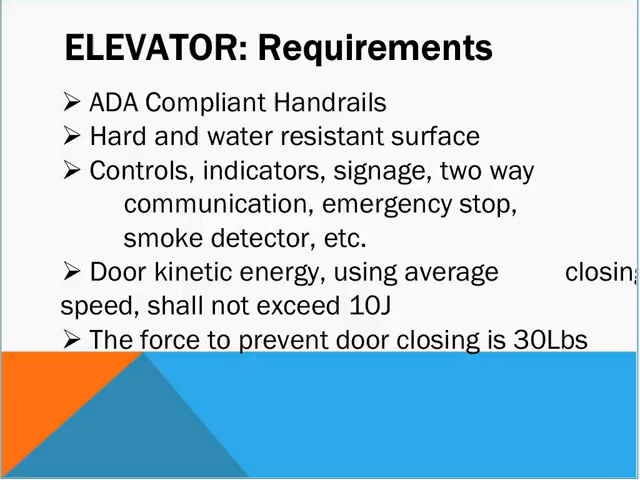 ELEVATOR: Requirements
➢ ADA Compliant Handrails
➢ Hard and water resistant surface
➢ Controls, indicators, signage, two way
communication, emergency stop,
smoke detector, etc.
➢ Door kinetic energy, using average closing
speed, shall not exceed 10J
➢ The force to prevent door closing is 30Lbs